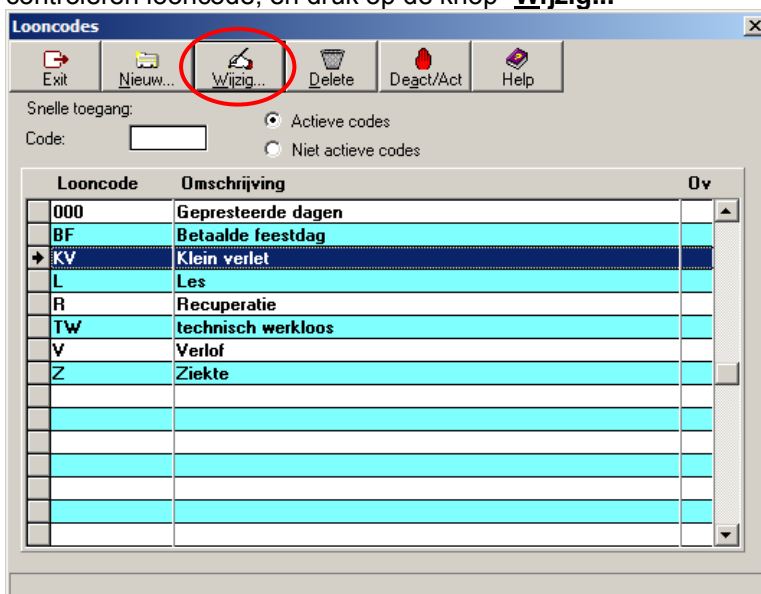 controleren looncode, en druk op de knop "Wijzig..."
Looncodes
Exit Nieuw... Wijzig... Delete Deact/Act Help
Snelle toegang:
Actieve codes
Code:
Niet actieve codes
Looncode Omschrijving Ov
000 Gepresteerde dagen
BF Betaalde feestdag
KV Klein verlet
L Les
R Recuperatie
TW technisch werkloos
V Verlof
Z Ziekte